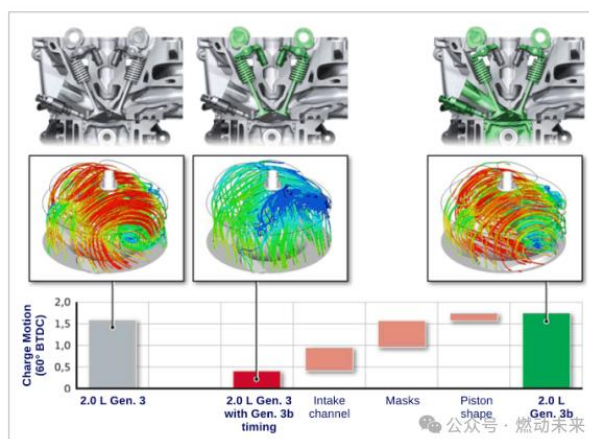 Charge Motion
(60° BTDC)
2,0
1,5
1,0
0,5
0
2.0 L Gen. 3
2.0 L Gen. 3
with Gen. 3b
timing
Intake
channel
Masks
Piston
shape
2.0 L
Gen. 3b
公众号 · 燃动未来